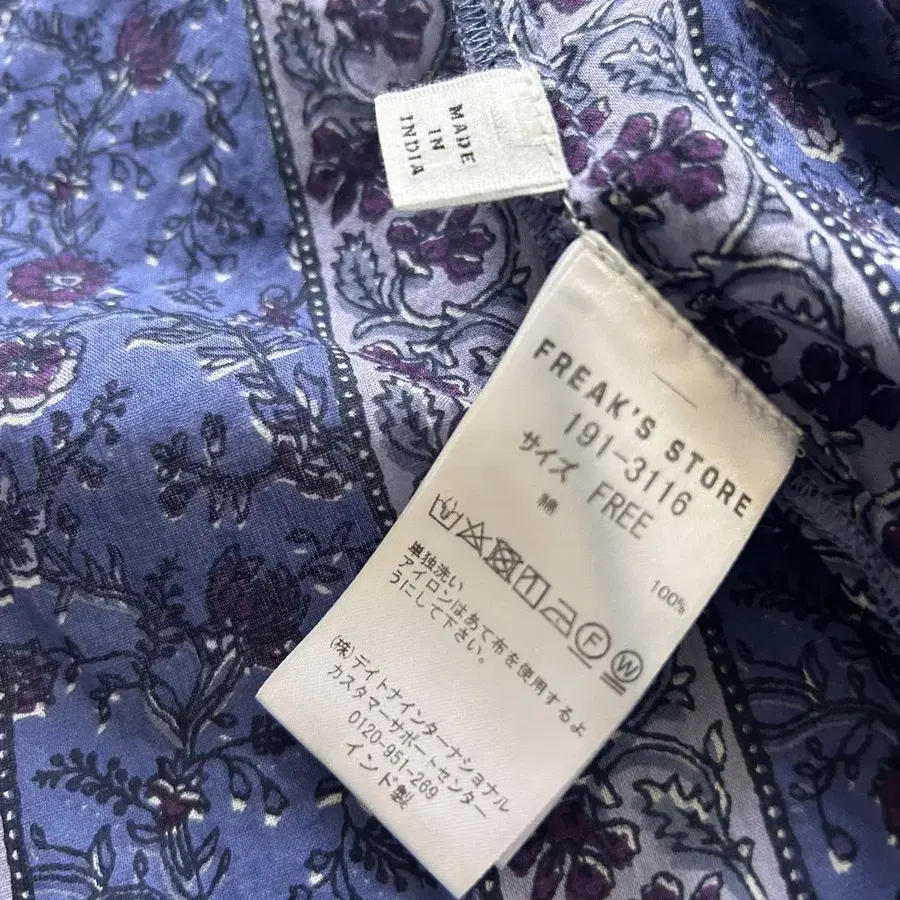 MADE
IN
INDIA
FREAK'S STORE
191-3116
サイズ FREE
綿 100%
F W
単独洗い
アイロンはあて布を使用するよ
うにして下さい。
(株)デイトナインターナショナル
カスタマーサポートセンター
0120-951-269
インド製